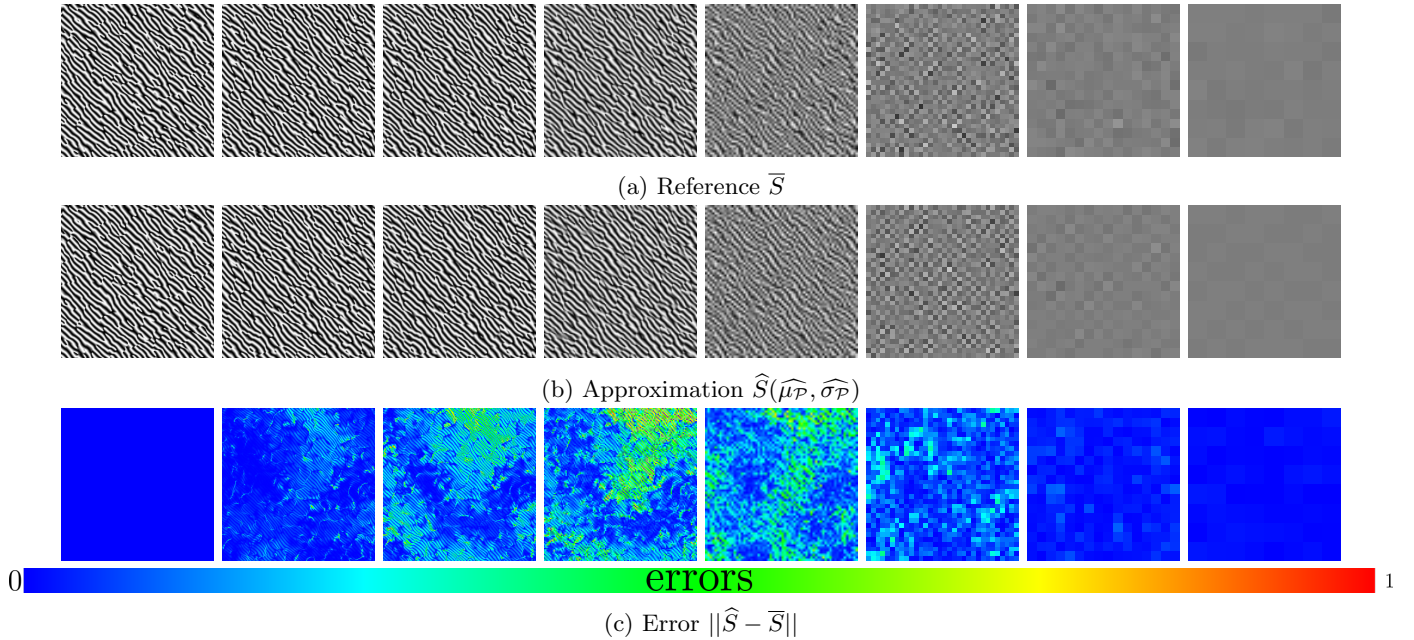 (a) Reference $\overline{S}$
(b) Approximation $\widehat{S}(\widehat{\mu_{\mathcal{P}}}, \widehat{\sigma_{\mathcal{P}}})$
0 errors 1
(c) Error $||\widehat{S} - \overline{S}||$